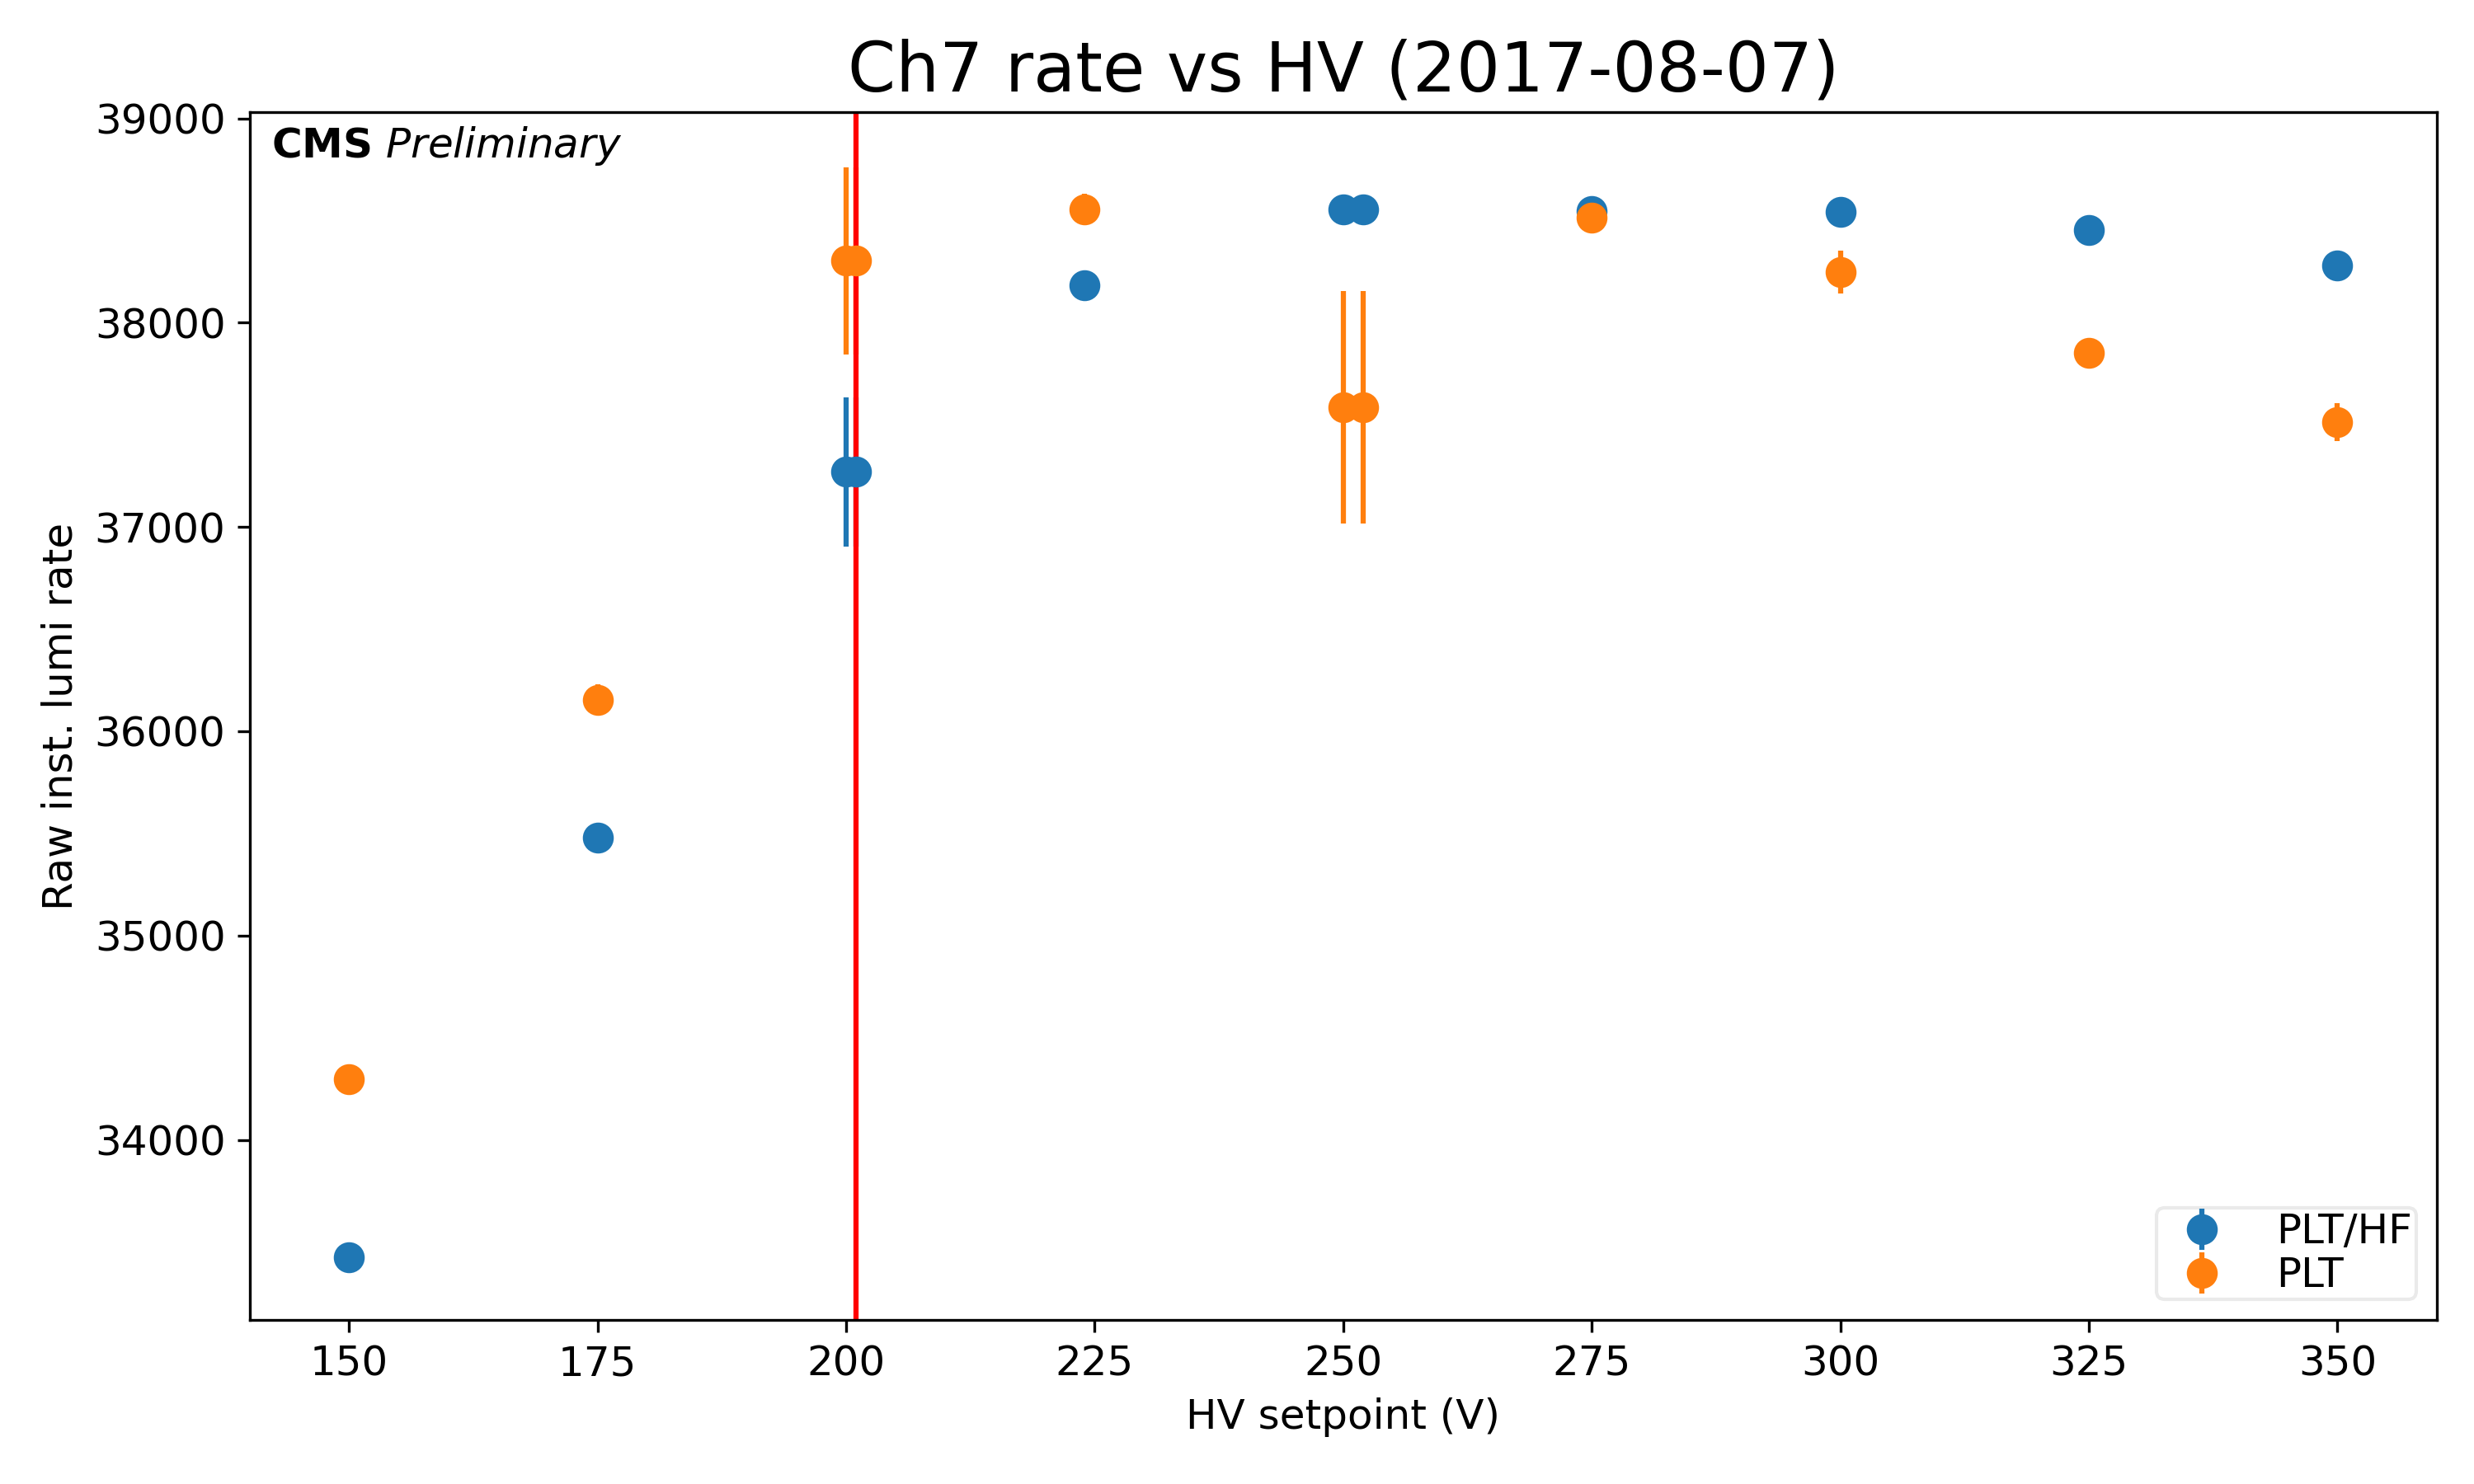 Ch7 rate vs HV (2017-08-07)
CMS Preliminary
39000
38000
37000
36000
35000
34000
Raw inst. lumi rate
150 175 200 225 250 275 300 325 350
HV setpoint (V)
PLT/HF
PLT